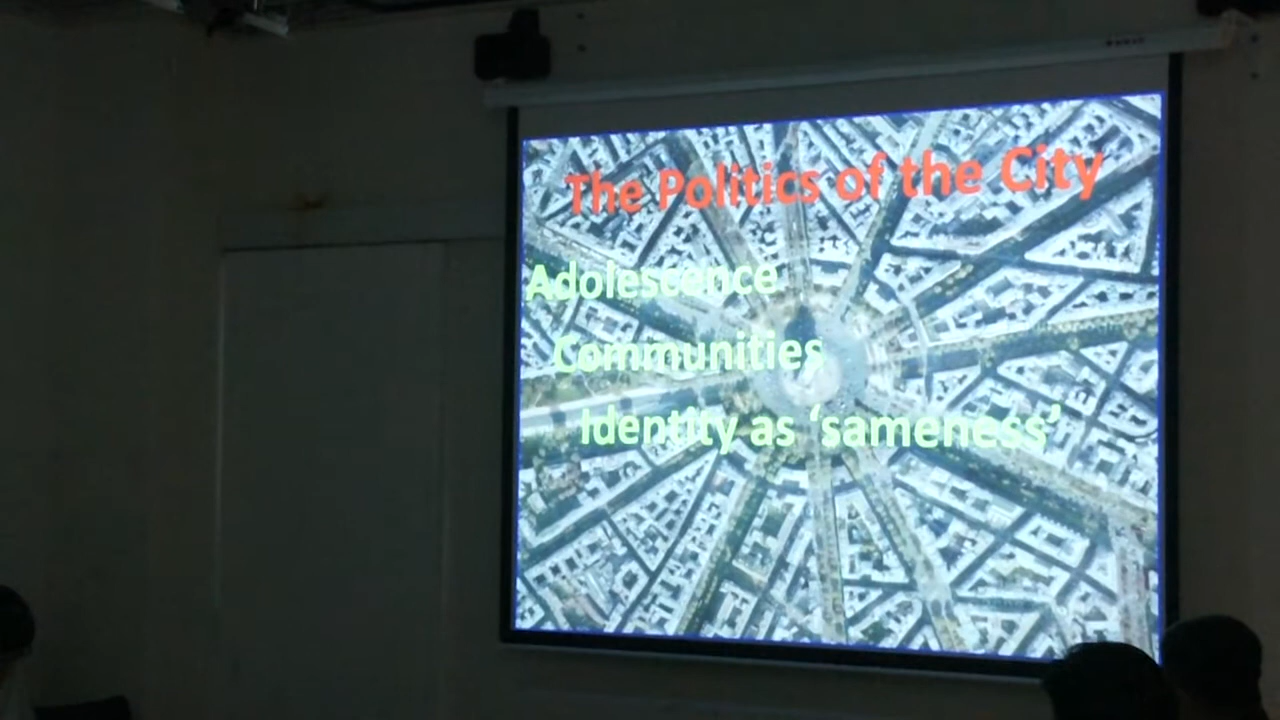 The Politics of the City
Adolescence
Communities
Identity as ‘sameness’